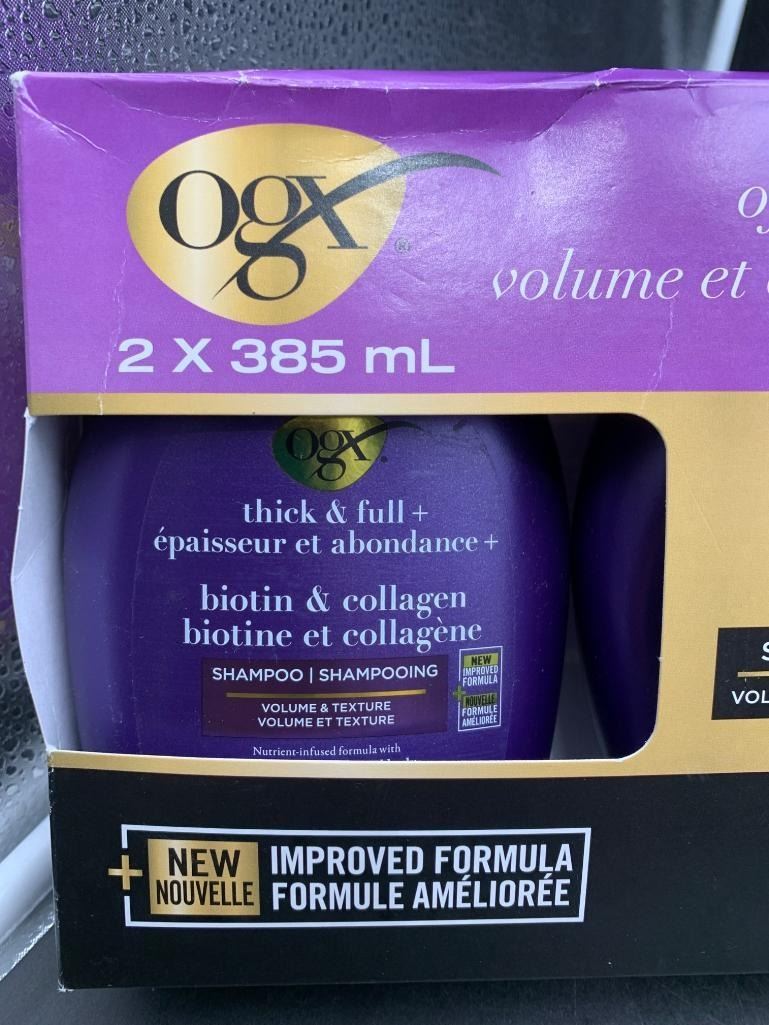 ogx®
volume et
2 X 385 mL
ogx
thick & full +
épaisseur et abondance +
biotin & collagen
biotine et collagène
SHAMPOO | SHAMPOOING
VOLUME & TEXTURE
VOLUME ET TEXTURE
NEW
IMPROVED
FORMULA
+
NOUVELLE
FORMULE
AMÉLIORÉE
Nutrient-infused formula with
S
VOL
+ NEW IMPROVED FORMULA
NOUVELLE FORMULE AMÉLIORÉE